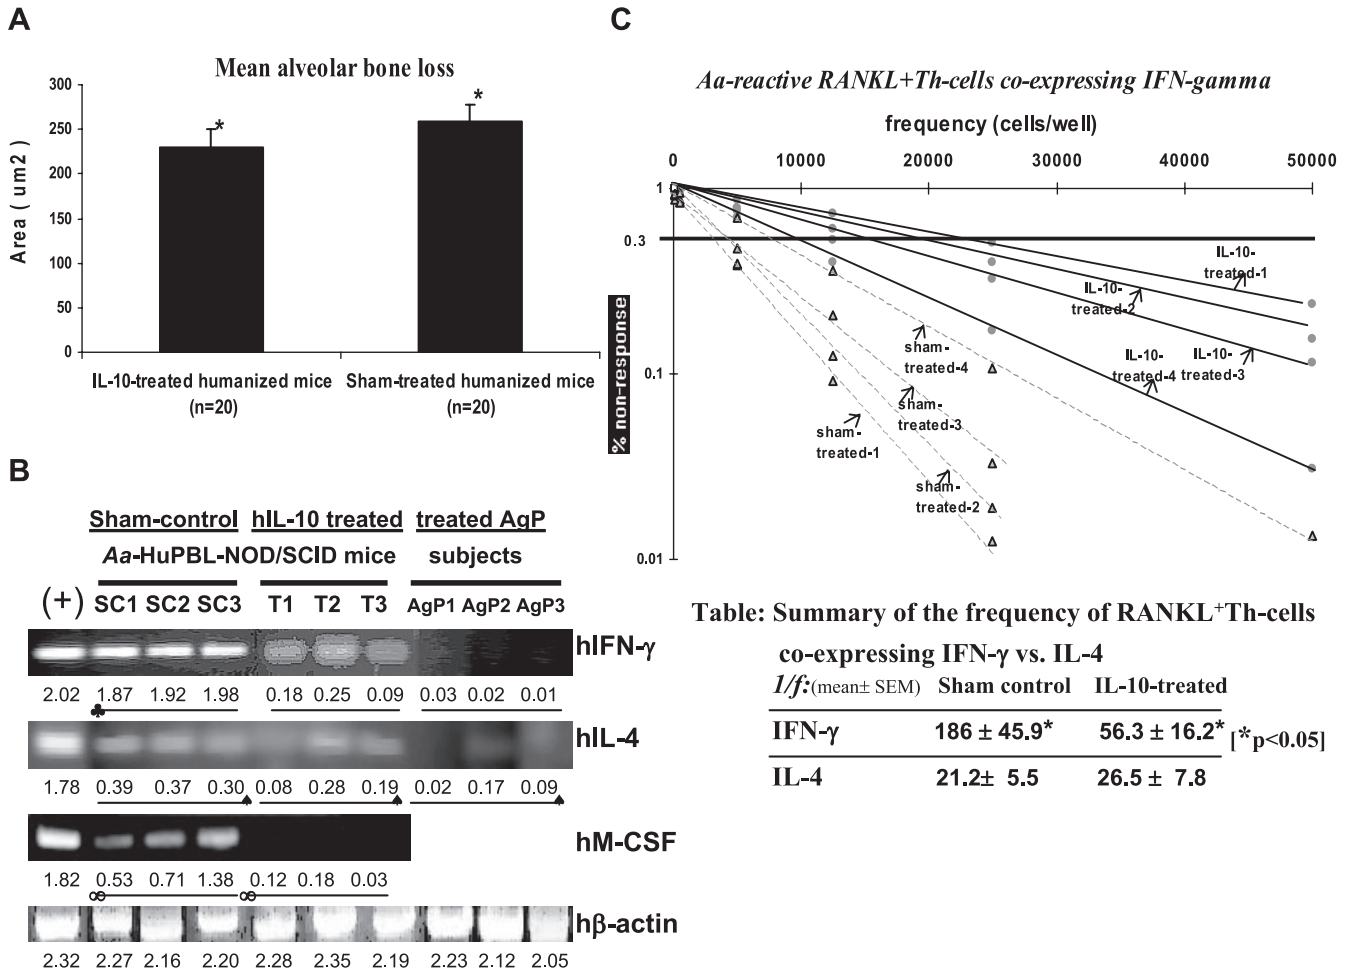 A
Mean alveolar bone loss
Area ( um2 )
300
250
200
150
100
50
0
*
*
IL-10-treated humanized mice
(n=20)
Sham-treated humanized mice
(n=20)
B
Sham-control hIL-10 treated treated AgP
Aa-HuPBL-NOD/SCID mice subjects
(+) SC1 SC2 SC3 T1 T2 T3 AgP1 AgP2 AgP3
hIFN-γ
2.02 1.87 1.92 1.98 0.18 0.25 0.09 0.03 0.02 0.01
♣
hIL-4
1.78 0.39 0.37 0.30♠ 0.08 0.28 0.19♠ 0.02 0.17 0.09♠
hM-CSF
1.82 0.53 0.71 1.38 0.12 0.18 0.03
∞ ∞
hβ-actin
2.32 2.27 2.16 2.20 2.28 2.35 2.19 2.23 2.12 2.05
C
Aa-reactive RANKL+Th-cells co-expressing IFN-gamma
frequency (cells/well)
0 10000 20000 30000 40000 50000
1
0.3
0.1
0.01
% non-response
IL-10-
treated-1
IL-10-
treated-2
IL-10-
treated-4
IL-10-
treated-3
sham-
treated-4
sham-
treated-3
sham-
treated-1
sham-
treated-2
Table: Summary of the frequency of RANKL+Th-cells
co-expressing IFN-γ vs. IL-4
1/f:(mean± SEM) Sham control IL-10-treated
IFN-γ 186 ± 45.9* 56.3 ± 16.2* [*p<0.05]
IL-4 21.2± 5.5 26.5 ± 7.8